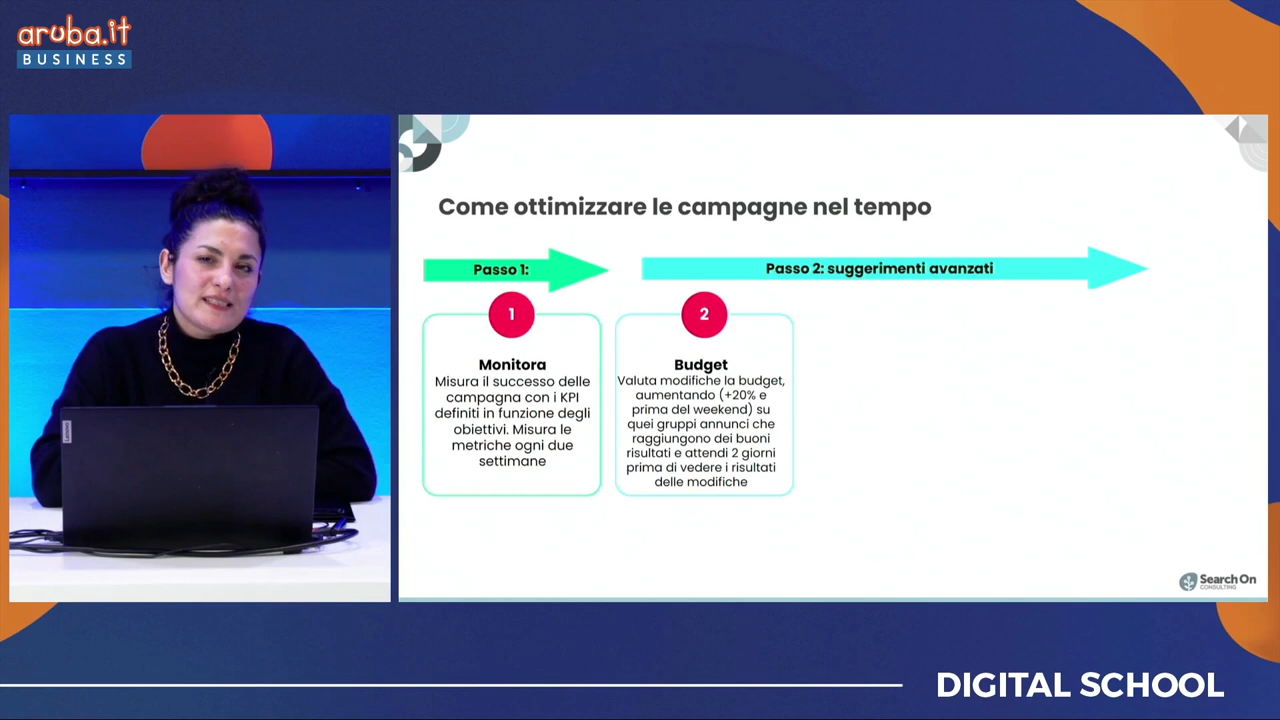 aruba.it
BUSINESS
Come ottimizzare le campagne nel tempo
Passo 1:
Passo 2: suggerimenti avanzati
1
Monitora
Misura il successo delle
campagna con i KPI
definiti in funzione degli
obiettivi. Misura le
metriche ogni due
settimane
2
Budget
Valuta modifiche la budget,
aumentando (+20% e
prima del weekend) su
quei gruppi annunci che
raggiungono dei buoni
risultati e attendi 2 giorni
prima di vedere i risultati
delle modifiche
Lenovo
Search On
CONSULTING
DIGITAL SCHOOL